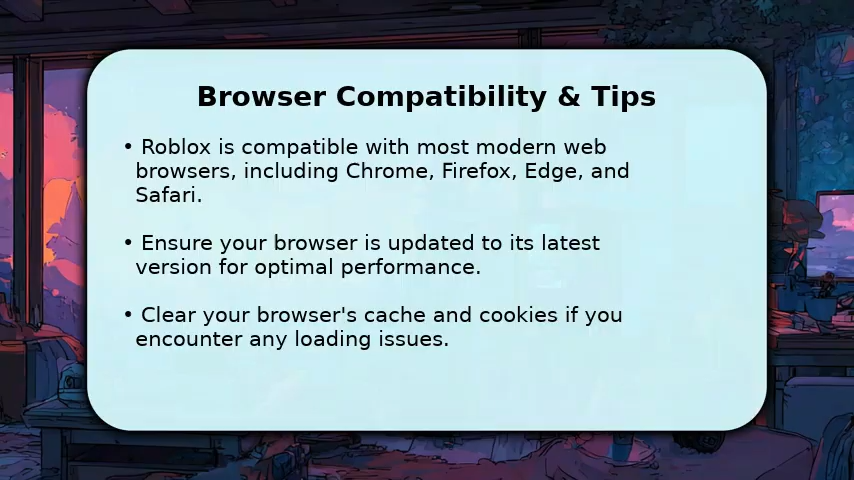 Browser Compatibility & Tips
• Roblox is compatible with most modern web
browsers, including Chrome, Firefox, Edge, and
Safari.
• Ensure your browser is updated to its latest
version for optimal performance.
• Clear your browser's cache and cookies if you
encounter any loading issues.